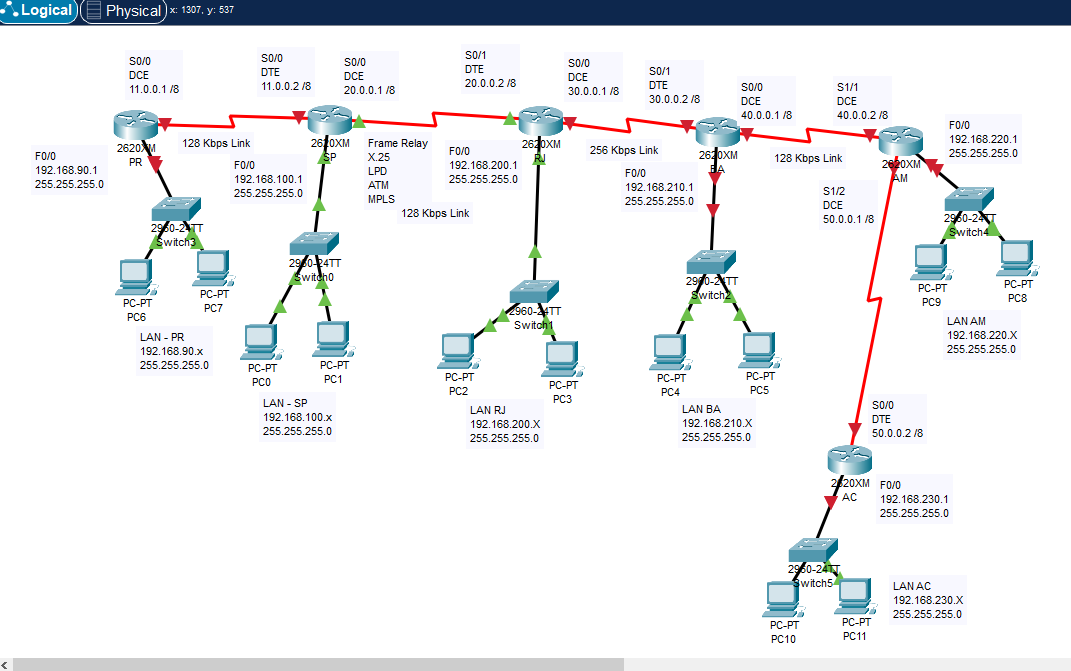 Logical
Physical
x: 1307, y: 537
S0/0
DCE
11.0.0.1 /8
S0/0
DTE
11.0.0.2 /8
S0/0
DCE
20.0.0.1 /8
S0/1
DTE
20.0.0.2 /8
S0/0
DCE
30.0.0.1 /8
S0/1
DTE
30.0.0.2 /8
S0/0
DCE
40.0.0.1 /8
S1/1
DCE
40.0.0.2 /8
F0/0
192.168.220.1
255.255.255.0
2620XM
PR
128 Kbps Link
2620XM
SP
Frame Relay
X.25
LPD
ATM
MPLS
128 Kbps Link
2620XM
RJ
256 Kbps Link
2620XM
BA
128 Kbps Link
2620XM
AM
F0/0
192.168.90.1
255.255.255.0
F0/0
192.168.100.1
255.255.255.0
F0/0
192.168.200.1
255.255.255.0
F0/0
192.168.210.1
255.255.255.0
S1/2
DCE
50.0.0.1 /8
2960-24TT
Switch3
2960-24TT
Switch0
2960-24TT
Switch1
2960-24TT
Switch2
2960-24TT
Switch4
PC-PT
PC6
PC-PT
PC7
PC-PT
PC0
PC-PT
PC1
PC-PT
PC2
PC-PT
PC3
PC-PT
PC4
PC-PT
PC5
PC-PT
PC9
PC-PT
PC8
LAN - PR
192.168.90.x
255.255.255.0
LAN - SP
192.168.100.x
255.255.255.0
LAN RJ
192.168.200.X
255.255.255.0
LAN BA
192.168.210.X
255.255.255.0
LAN AM
192.168.220.X
255.255.255.0
S0/0
DTE
50.0.0.2 /8
2620XM
AC
F0/0
192.168.230.1
255.255.255.0
2960-24TT
Switch5
PC-PT
PC10
PC-PT
PC11
LAN AC
192.168.230.X
255.255.255.0